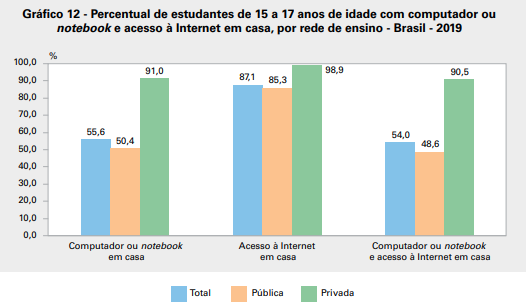 Gráfico 12 - Percentual de estudantes de 15 a 17 anos de idade com computador ou
notebook e acesso à Internet em casa, por rede de ensino - Brasil - 2019
%
100,0
90,0
80,0
70,0
60,0
50,0
40,0
30,0
20,0
10,0
0,0
55,6
50,4
91,0
87,1
85,3
98,9
54,0
48,6
90,5
Computador ou notebook
em casa
Acesso à Internet
em casa
Computador ou notebook
e acesso à Internet em casa
Total
Pública
Privada